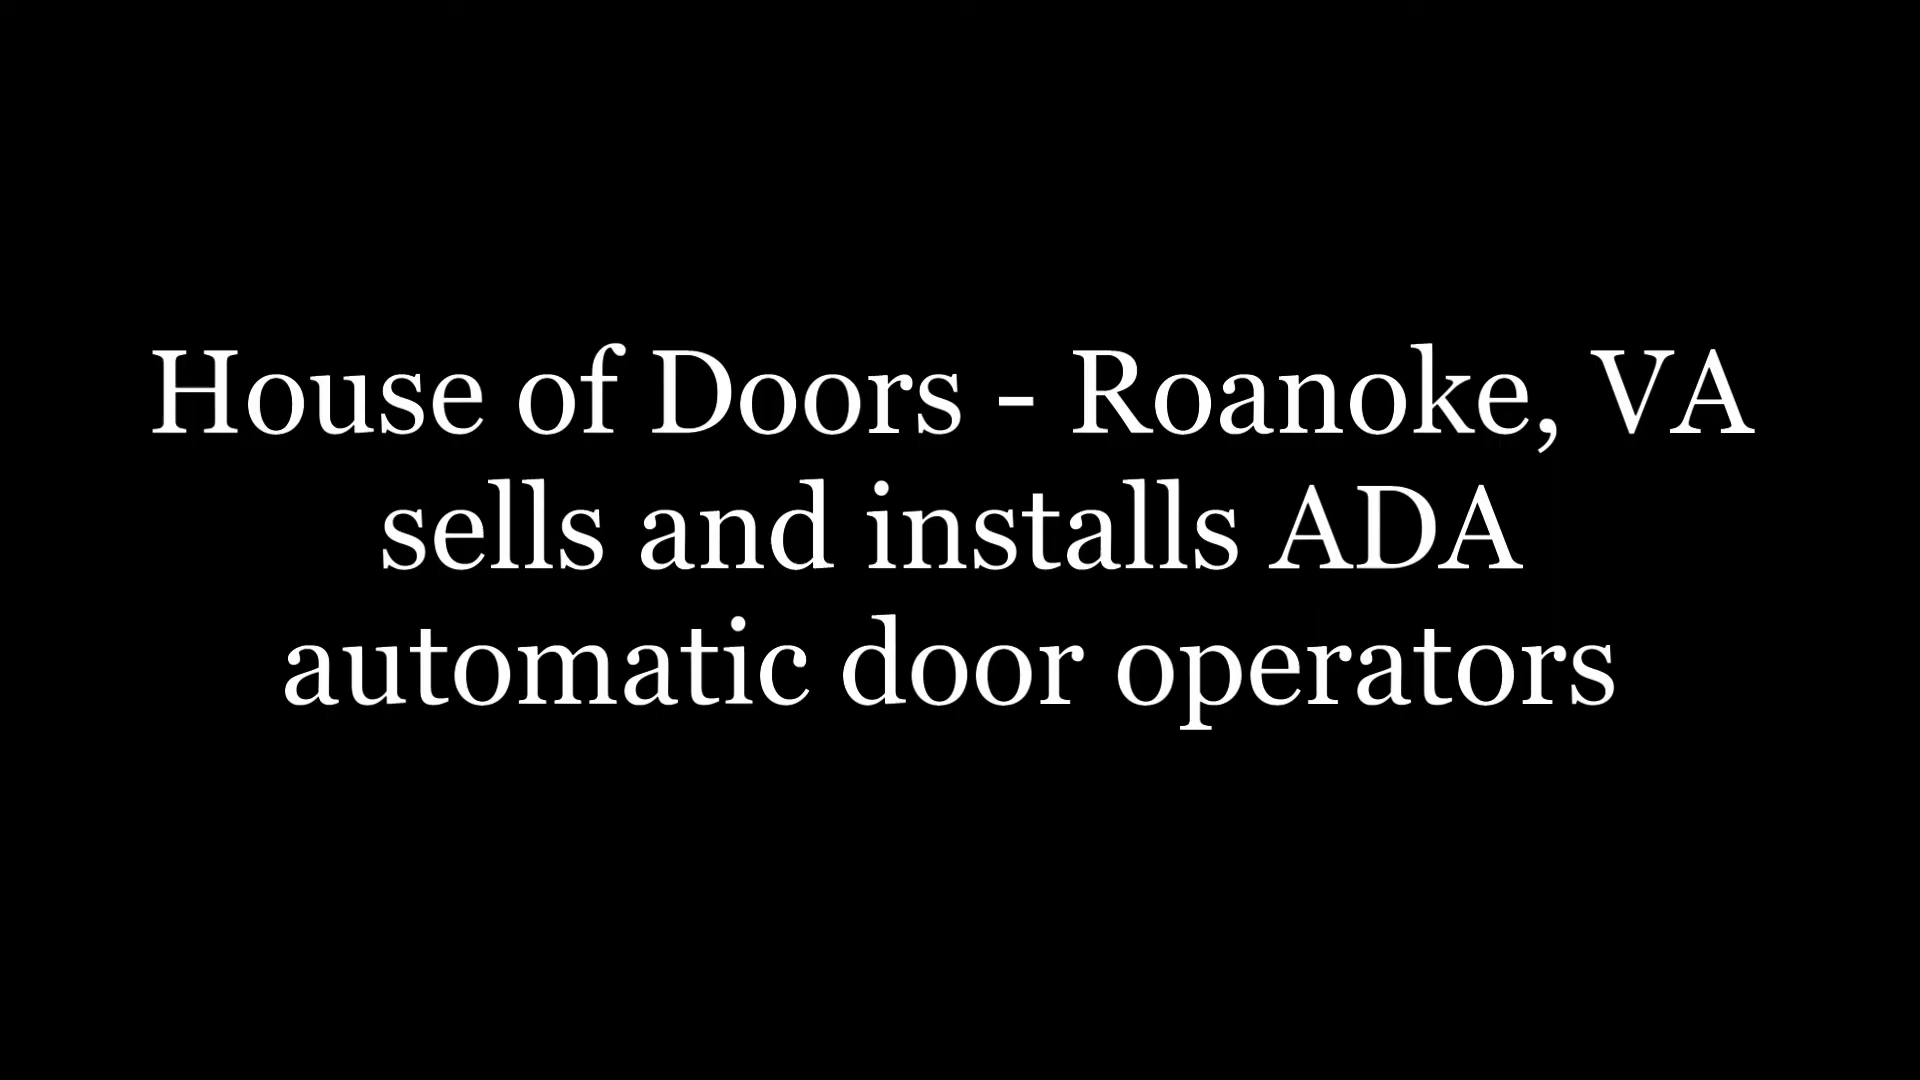 House of Doors - Roanoke, VA
sells and installs ADA
automatic door operators